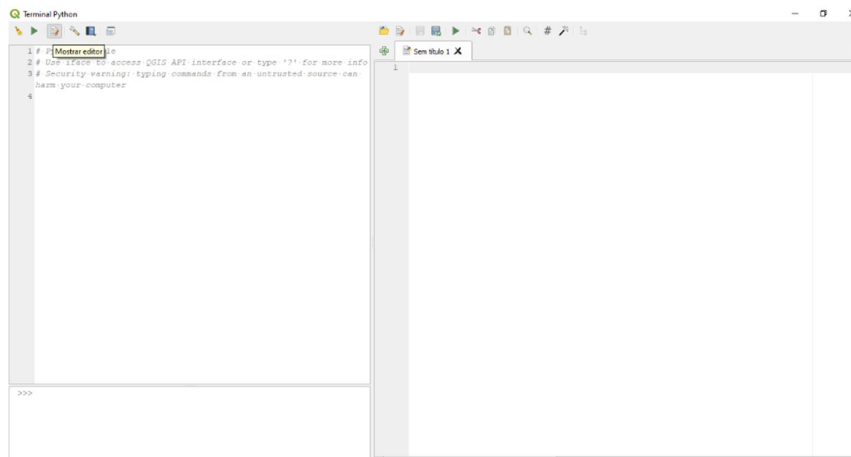 Terminal Python
1 # P
Mostrar editor
le
2 # Use iface to access QGIS API interface or type '?' for more info
3 # Security warning: typing commands from an untrusted source can
harm your computer
4
>>>
Sem título 1
1